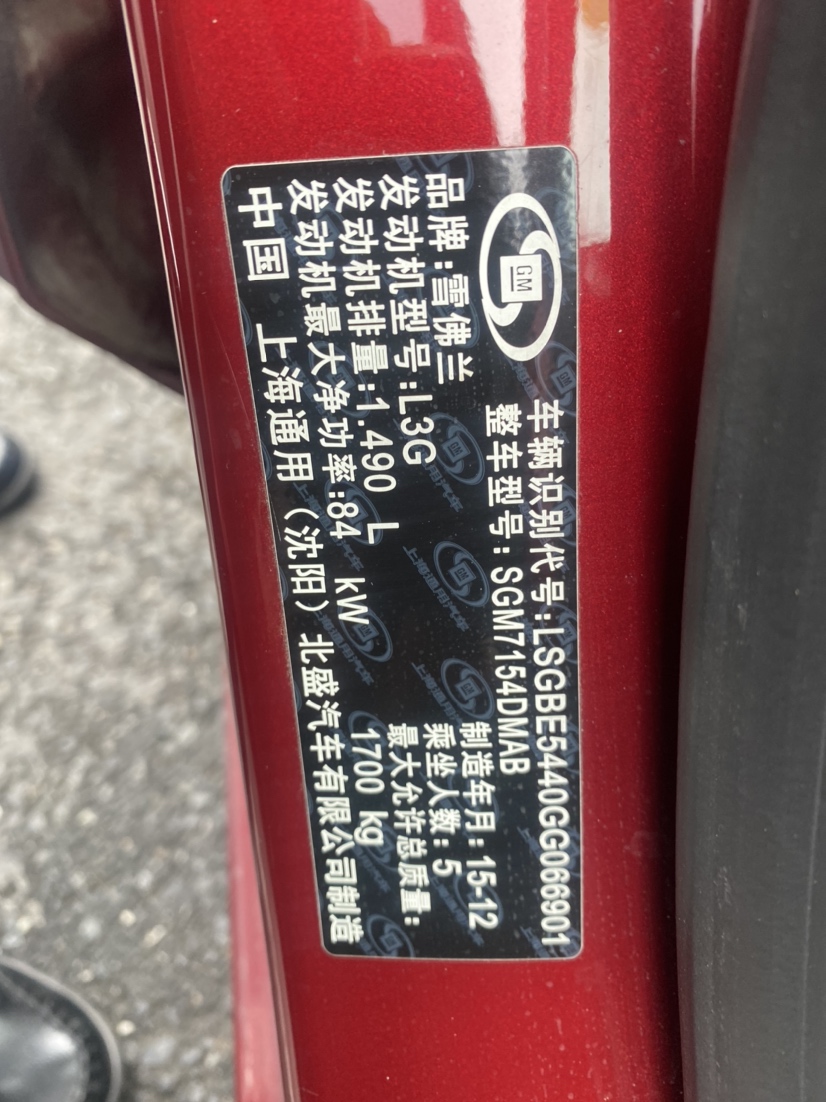 GM
车辆识别代号:LSGBE5440GG066901
整车型号:SGM7154DMAB
品牌:雪佛兰
制造年月:15-12
发动机型号:L3G
乘坐人数:5
发动机排量:1.490 L
最大允许总质量:
发动机最大净功率:84 kW
1700 kg
中国 上海通用(沈阳)北盛汽车有限公司制造